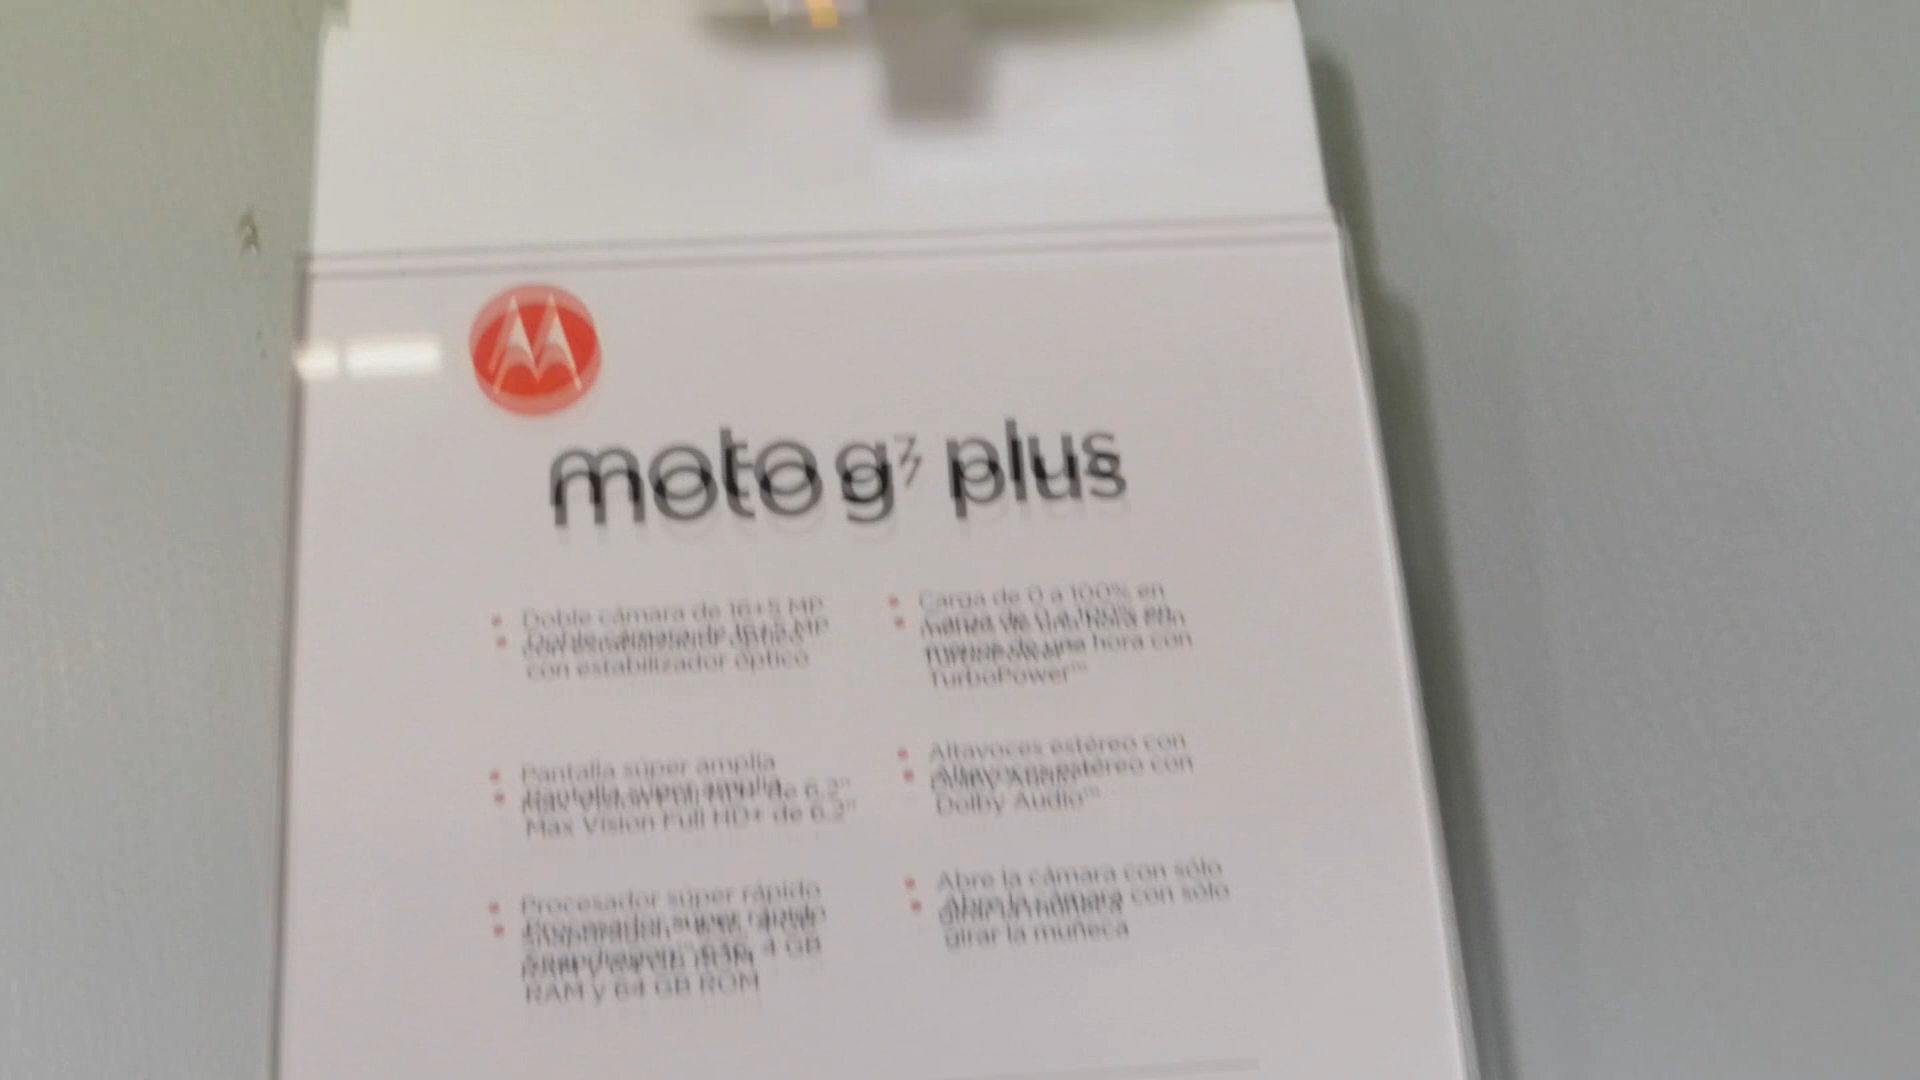 moto g⁷ plus
• Doble cámara de 16+5 MP
con estabilizador óptico
• Pantalla súper amplia
Max Vision Full HD+ de 6.2"
• Procesador súper rápido
Snapdragon™ 636, 4 GB
RAM y 64 GB ROM
• Carga de 0 a 100% en
menos de una hora con
TurboPower™
• Altavoces estéreo con
Dolby Audio™
• Abre la cámara con sólo
girar la muñeca